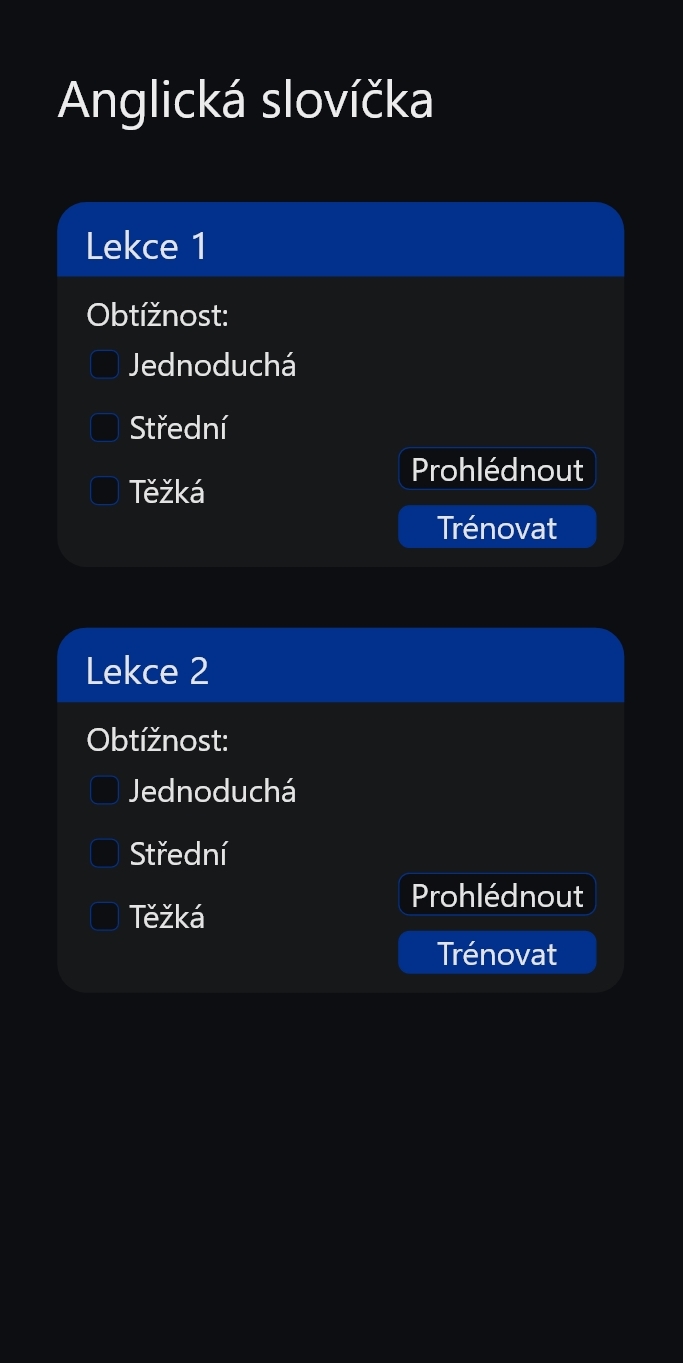 Anglická slovíčka
Lekce 1
Obtížnost:
Jednoduchá
Střední
Těžká
Prohlédnout
Trénovat
Lekce 2
Obtížnost:
Jednoduchá
Střední
Těžká
Prohlédnout
Trénovat